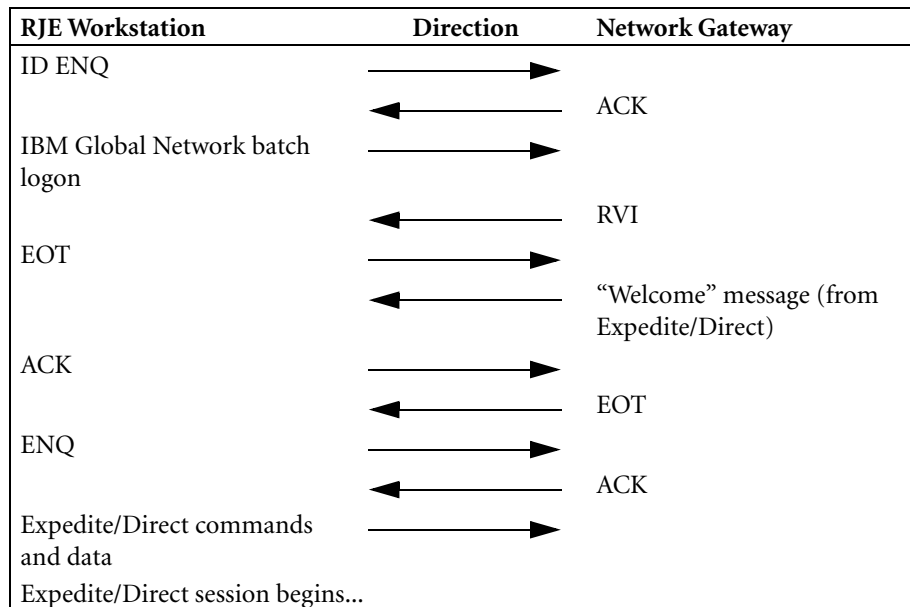 RJE Workstation Direction Network Gateway
ID ENQ
ACK
IBM Global Network batch
logon
RVI
EOT
“Welcome” message (from
Expedite/Direct)
ACK
EOT
ENQ
ACK
Expedite/Direct commands
and data
Expedite/Direct session begins...